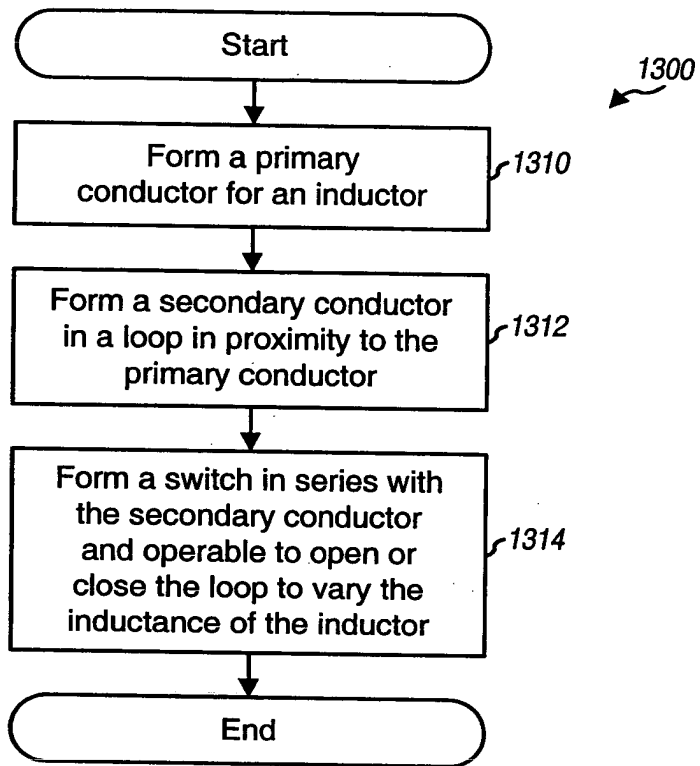 Start
1300
Form a primary
conductor for an inductor
1310
Form a secondary conductor
in a loop in proximity to the
primary conductor
1312
Form a switch in series with
the secondary conductor
and operable to open or
close the loop to vary the
inductance of the inductor
1314
End